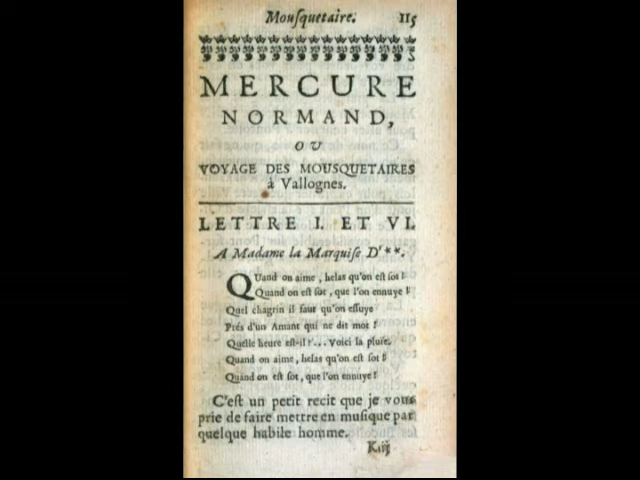 Mousquetaire. 115
MERCURE
NORMAND,
OU
VOYAGE DES MOUSQUETAIRES
à Vallognes.
LETTRE I. ET VI.
A Madame la Marquise D'**.
QUand on aime, helas qu'on est sot!
Quand on est sot, que l'on ennuye!
Quel chagrin il faut qu'on essuye
Prés d'un Amant qui ne dit mot!
Quelle heure est-il?... Voici la pluie.
Quand on aime, helas qu'on est sot!
Quand on est sot, que l'on ennuye!
C'est un petit recit que je vous
prie de faire mettre en musique par
quelque habile homme.
K iij